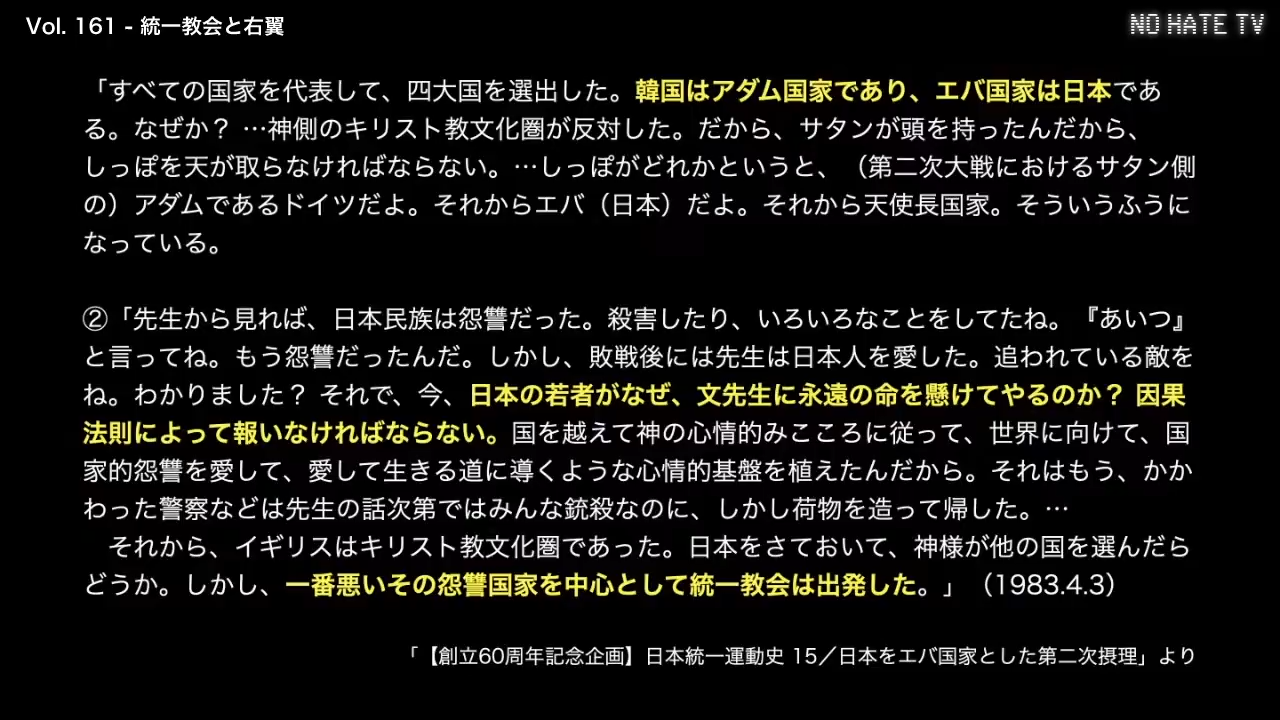 Vol. 161 - 統一教会と右翼
NO HATE TV
「すべての国家を代表して、四大国を選出した。韓国はアダム国家であり、エバ国家は日本であ
る。なぜか？ …神側のキリスト教文化圏が反対した。だから、サタンが頭を持ったんだから、
しっぽを天が取らなければならない。…しっぽがどれかというと、（第二次大戦におけるサタン側
の）アダムであるドイツだよ。それからエバ（日本）だよ。それから天使長国家。そういうふうに
なっている。
②「先生から見れば、日本民族は怨讐だった。殺害したり、いろいろなことをしてたね。『あいつ』
と言ってね。もう怨讐だったんだ。しかし、敗戦後には先生は日本人を愛した。追われている敵を
ね。わかりました？ それで、今、日本の若者がなぜ、文先生に永遠の命を懸けてやるのか？ 因果
法則によって報いなければならない。国を越えて神の心情的みこころに従って、世界に向けて、国
家的怨讐を愛して、愛して生きる道に導くような心情的基盤を植えたんだから。それはもう、かか
わった警察などは先生の話次第ではみんな銃殺なのに、しかし荷物を造って帰した。…
それから、イギリスはキリスト教文化圏であった。日本をさておいて、神様が他の国を選んだら
どうか。しかし、一番悪いその怨讐国家を中心として統一教会は出発した。」（1983.4.3）
「【創立60周年記念企画】日本統一運動史 15／日本をエバ国家とした第二次摂理」より